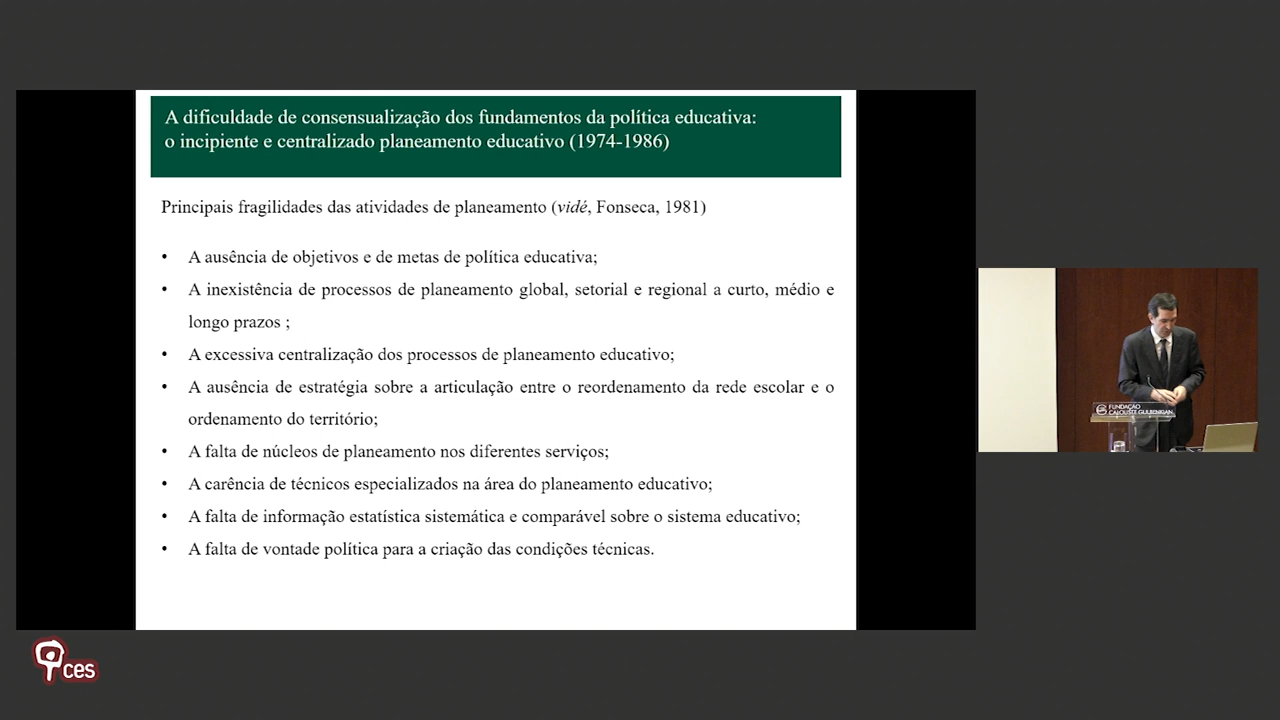 A dificuldade de consensualização dos fundamentos da política educativa:
o incipiente e centralizado planeamento educativo (1974-1986)
Principais fragilidades das atividades de planeamento (vidé, Fonseca, 1981)
• A ausência de objetivos e de metas de política educativa;
• A inexistência de processos de planeamento global, setorial e regional a curto, médio e
longo prazos ;
• A excessiva centralização dos processos de planeamento educativo;
• A ausência de estratégia sobre a articulação entre o reordenamento da rede escolar e o
ordenamento do território;
• A falta de núcleos de planeamento nos diferentes serviços;
• A carência de técnicos especializados na área do planeamento educativo;
• A falta de informação estatística sistemática e comparável sobre o sistema educativo;
• A falta de vontade política para a criação das condições técnicas.
FUNDAÇÃO
CALOUSTE GULBENKIAN
ces